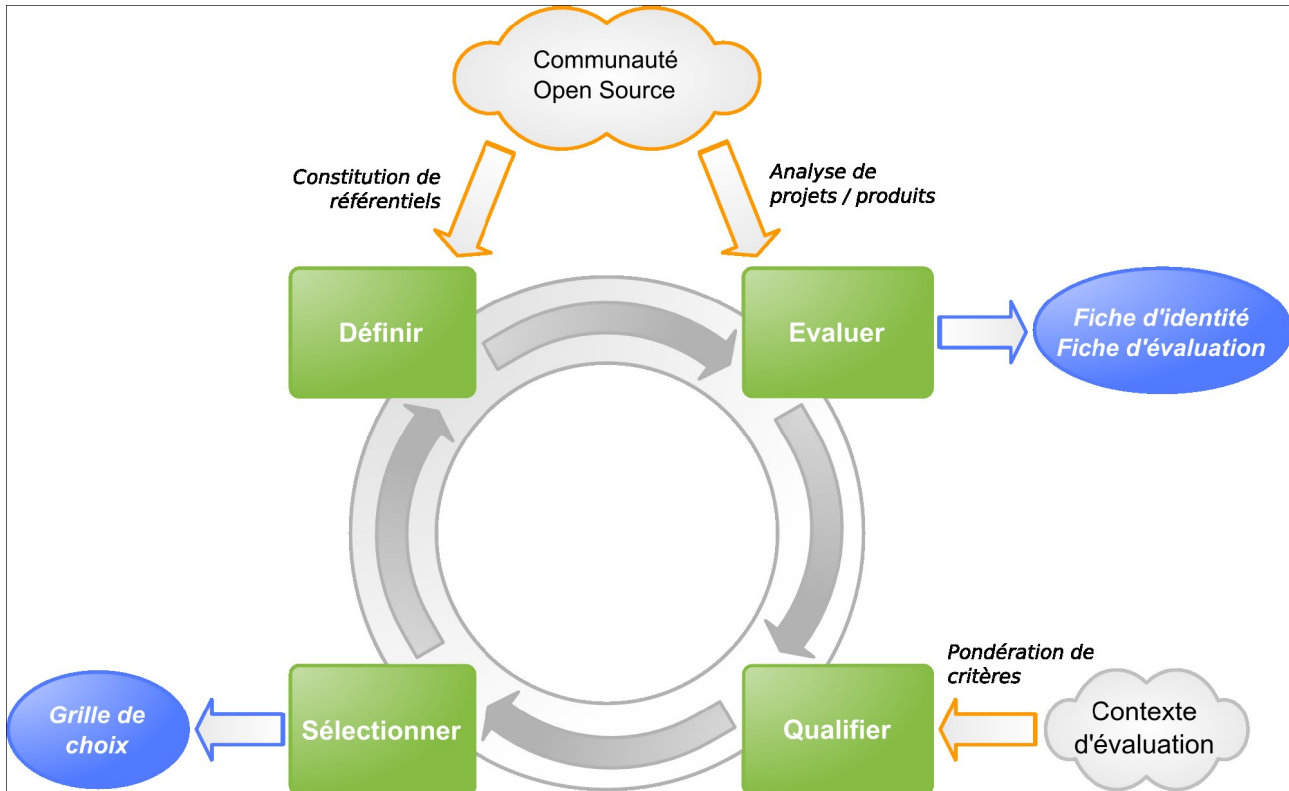 Communauté
Open Source
Constitution de
référentiels
Analyse de
projets / produits
Définir
Evaluer
Fiche d'identité
Fiche d'évaluation
Pondération de
critères
Grille de
choix
Sélectionner
Qualifier
Contexte
d'évaluation